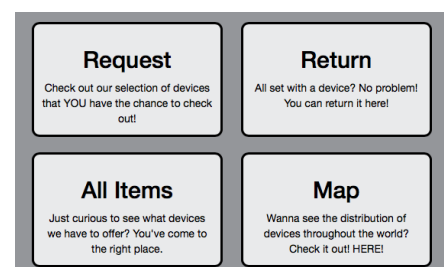 Request
Check out our selection of devices
that YOU have the chance to check
out!
Return
All set with a device? No problem!
You can return it here!
All Items
Just curious to see what devices
we have to offer? You've come to
the right place.
Map
Wanna see the distribution of
devices throughout the world?
Check it out! HERE!